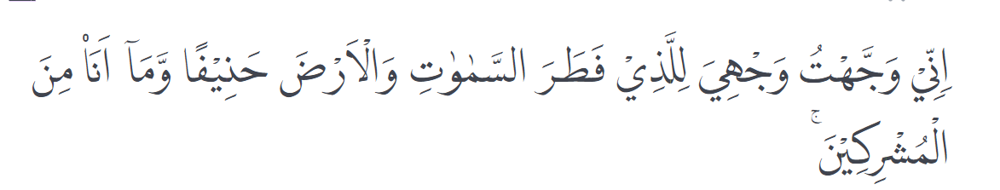 اِنِّيْ وَجَّهْتُ وَجْهِيَ لِلَّذِيْ فَطَرَ السَّمٰوٰتِ وَالْاَرْضَ حَنِيْفًا وَّمَآ اَنَا۠ مِنَ
الْمُشْرِكِيْنَۚ